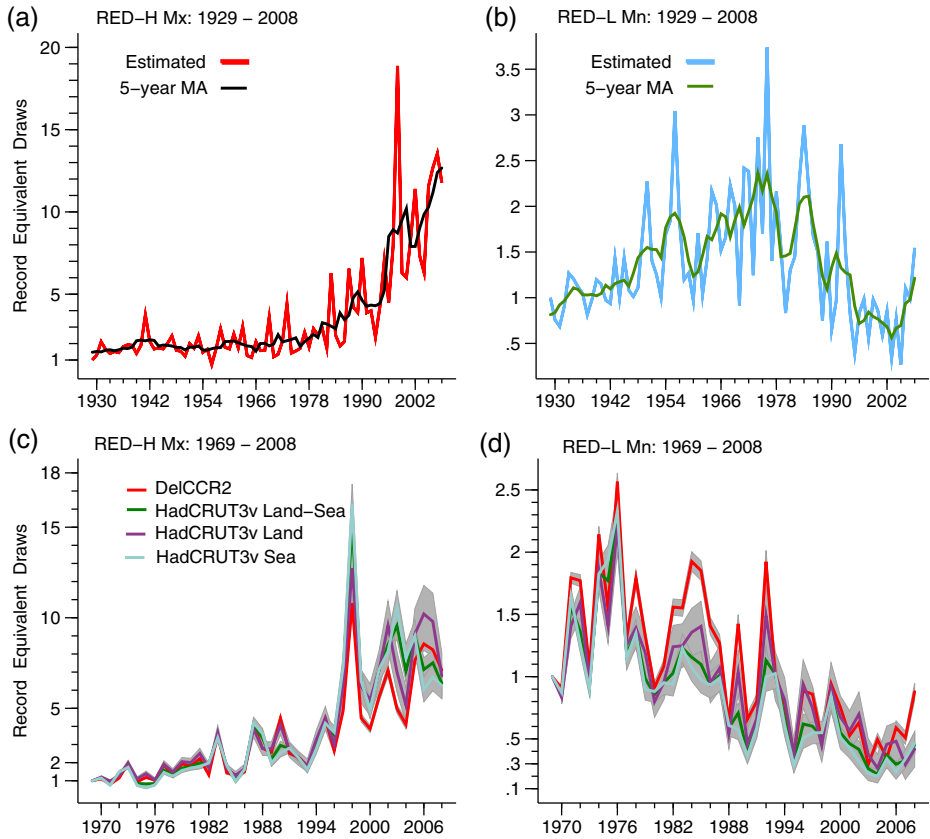 (a) RED−H Mx: 1929 − 2008
Estimated
5−year MA
Record Equivalent Draws
20
15
10
5
1
1930 1942 1954 1966 1978 1990 2002
(b) RED−L Mn: 1929 − 2008
Estimated
5−year MA
3.5
3
2.5
2
1.5
1
.5
1930 1942 1954 1966 1978 1990 2002
(c) RED−H Mx: 1969 − 2008
DelCCR2
HadCRUT3v Land−Sea
HadCRUT3v Land
HadCRUT3v Sea
Record Equivalent Draws
18
15
10
5
2
1
1970 1976 1982 1988 1994 2000 2006
(d) RED−L Mn: 1969 − 2008
2.5
2
1.5
1
.5
.3
.1
1970 1976 1982 1988 1994 2000 2006